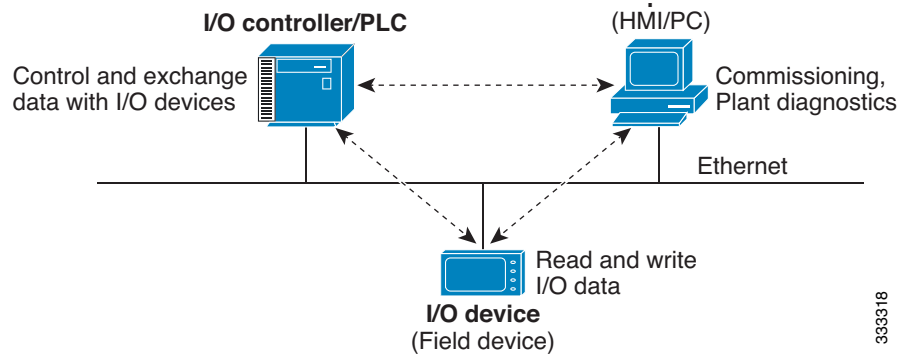 I/O controller/PLC
(HMI/PC)
Control and exchange
data with I/O devices
Commissioning,
Plant diagnostics
Ethernet
Read and write
I/O data
I/O device
(Field device)
333318